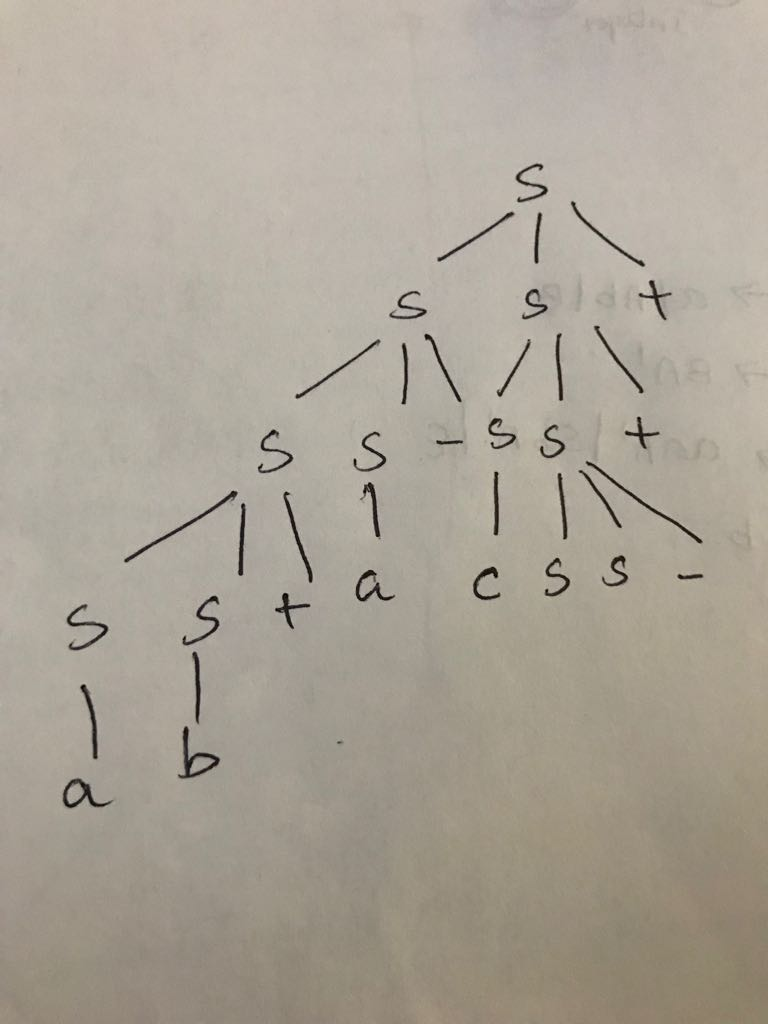 S
S S +
S S - S S +
S S + a c S S -
a b